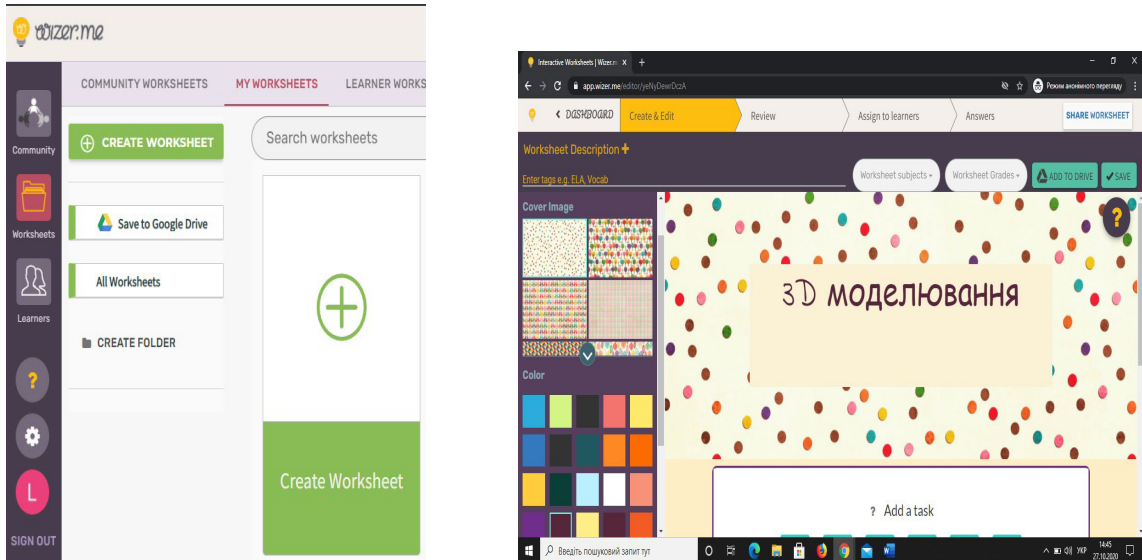 wizer.me
COMMUNITY WORKSHEETS MY WORKSHEETS LEARNER WORKS
Community
CREATE WORKSHEET
Search worksheets
Worksheets
Save to Google Drive
All Worksheets
Learners
CREATE FOLDER
?
Create Worksheet
L
SIGN OUT
Interactive Worksheets | Wizer.m X +
app.wizer.me/editor/yeNyDewrDczA
Режим анонімного перегляду
< DASHBOARD Create & Edit Review Assign to learners Answers SHARE WORKSHEET
Worksheet Description +
Enter tags e.g. ELA, Vocab Worksheet subjects Worksheet Grades ADD TO DRIVE SAVE
Cover Image
?
3D моделювання
Color
? Add a task
Введіть пошуковий запит тут
УКР
14:45
27.10.2020